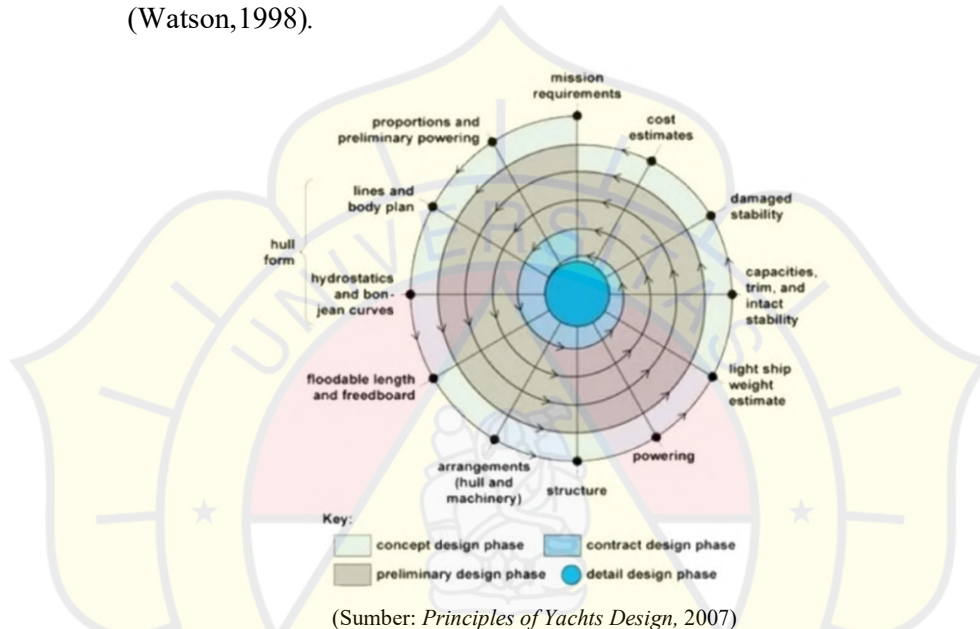 (Watson,1998).
mission
requirements
proportions and
preliminary powering
cost
estimates
lines and
body plan
damaged
stability
hull
form
hydrostatics
and bon-
jean curves
capacities,
trim, and
intact
stability
floodable length
and freedboard
light ship
weight
estimate
arrangements
(hull and
machinery)
structure
powering
Key:
concept design phase
contract design phase
preliminary design phase
detail design phase
(Sumber: Principles of Yachts Design, 2007)
UNIVERSITAS